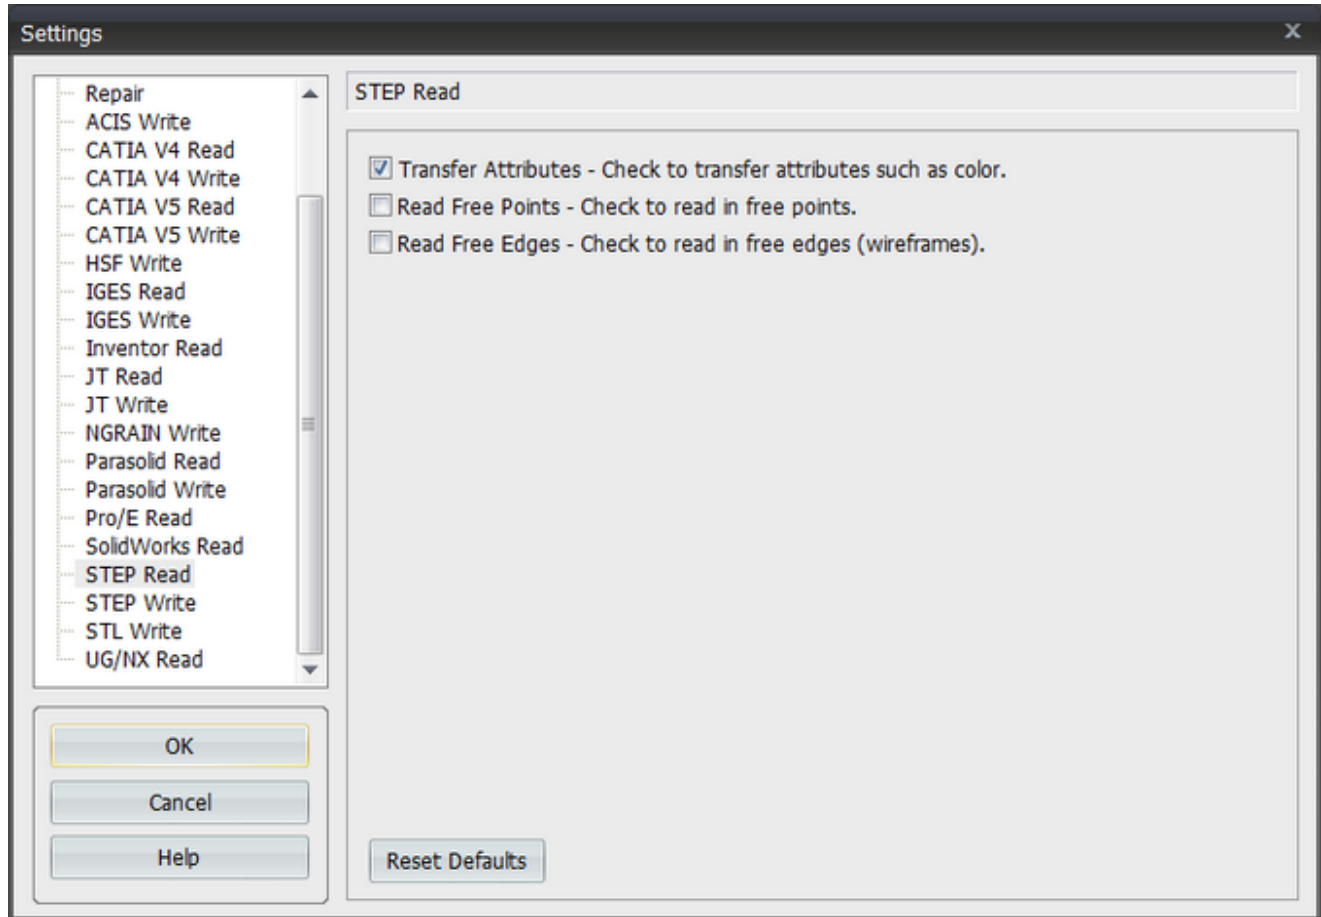 Settings
x
Repair
ACIS Write
CATIA V4 Read
CATIA V4 Write
CATIA V5 Read
CATIA V5 Write
HSF Write
IGES Read
IGES Write
Inventor Read
JT Read
JT Write
NGRAIN Write
Parasolid Read
Parasolid Write
Pro/E Read
SolidWorks Read
STEP Read
STEP Write
STL Write
UG/NX Read
OK
Cancel
Help
STEP Read
Transfer Attributes - Check to transfer attributes such as color.
Read Free Points - Check to read in free points.
Read Free Edges - Check to read in free edges (wireframes).
Reset Defaults